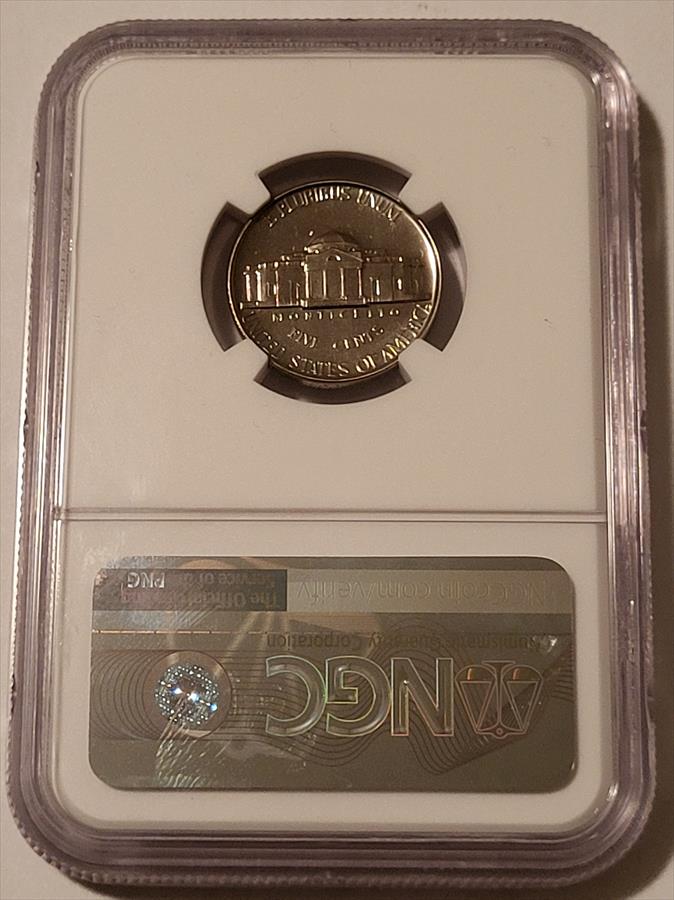 E PLURIBUS UNUM
MONTICELLO
FIVE CENTS
UNITED STATES OF AMERICA
NGC
Numismatic Guaranty Corporation
NGCcoin.com/verify
The Official Grading
Service of the
PNG